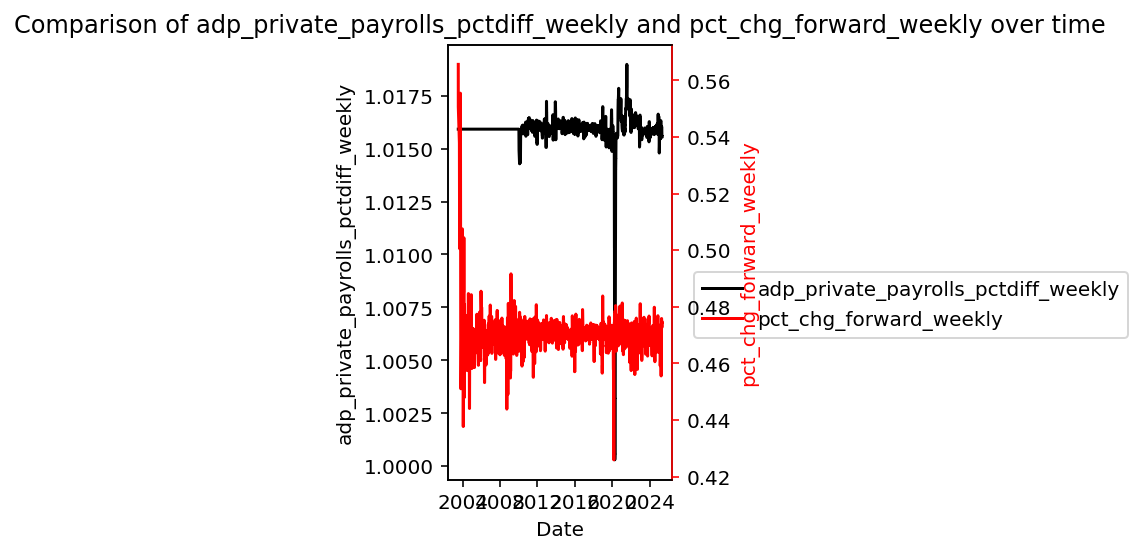 Comparison of adp_private_payrolls_pctdiff_weekly and pct_chg_forward_weekly over time
adp_private_payrolls_pctdiff_weekly
1.0175
1.0150
1.0125
1.0100
1.0075
1.0050
1.0025
1.0000
0.56
0.54
0.52
0.50
0.48
0.46
0.44
0.42
pct_chg_forward_weekly
adp_private_payrolls_pctdiff_weekly
pct_chg_forward_weekly
2004 2008 2012 2016 2020 2024
Date